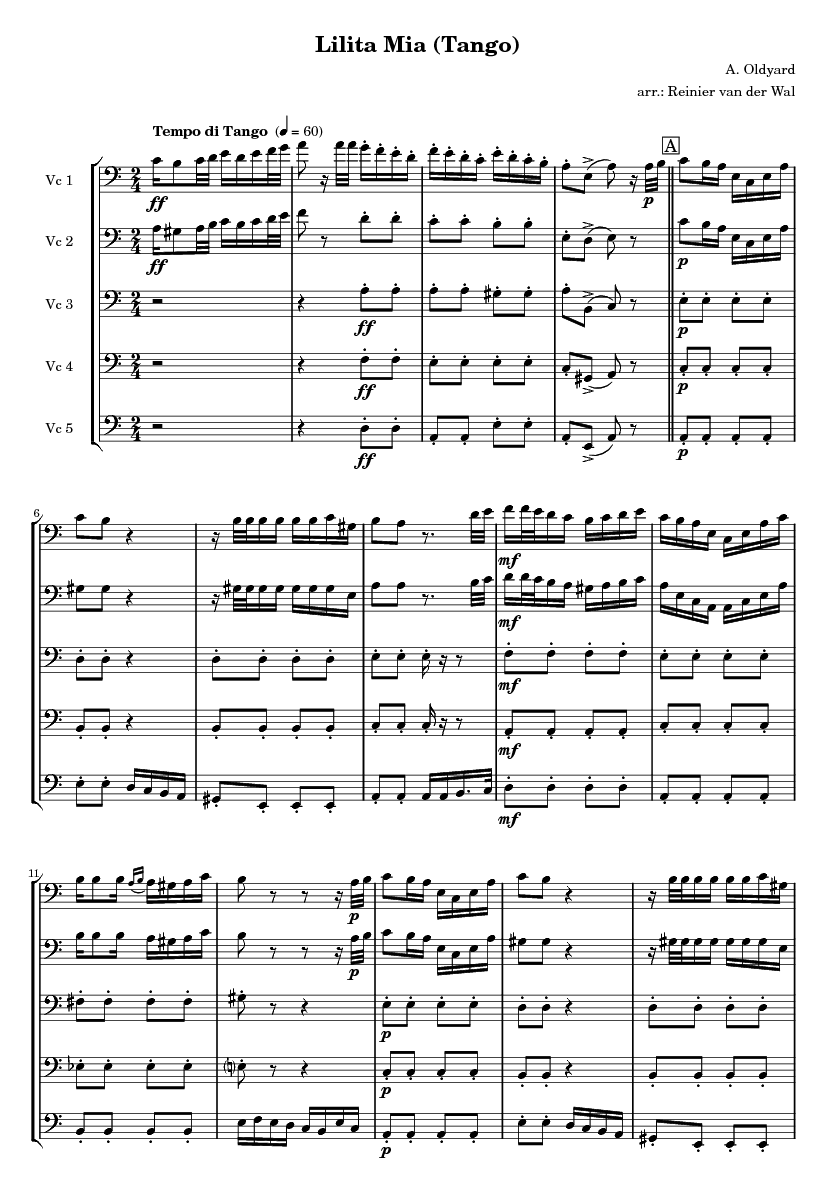 Lilita Mia (Tango)
A. Oldyard
arr.: Reinier van der Wal
Tempo di Tango (♩ = 60)
A
Vc 1
ff
p
Vc 2
ff
p
Vc 3
ff
p
Vc 4
ff
p
Vc 5
ff
p
6
mf
mf
mf
mf
mf
11
p
p
p
p
p